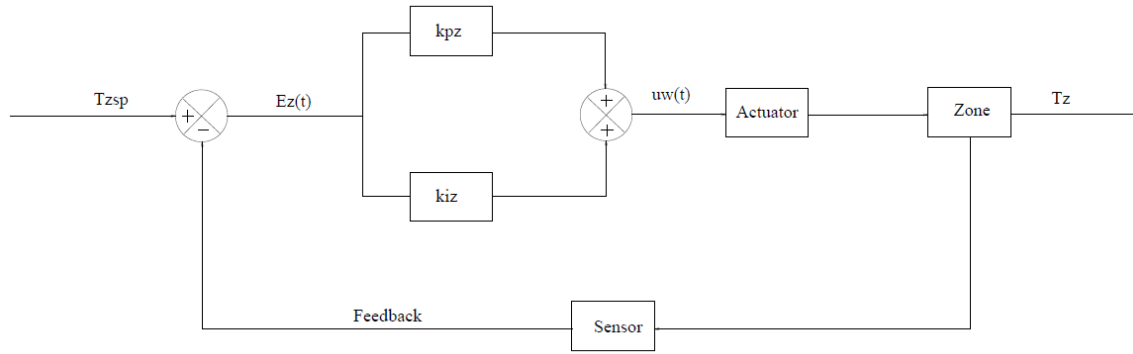 kpz
Tzsp
Ez(t)
+
−
+
+
uw(t)
Actuator
Zone
Tz
kiz
Feedback
Sensor